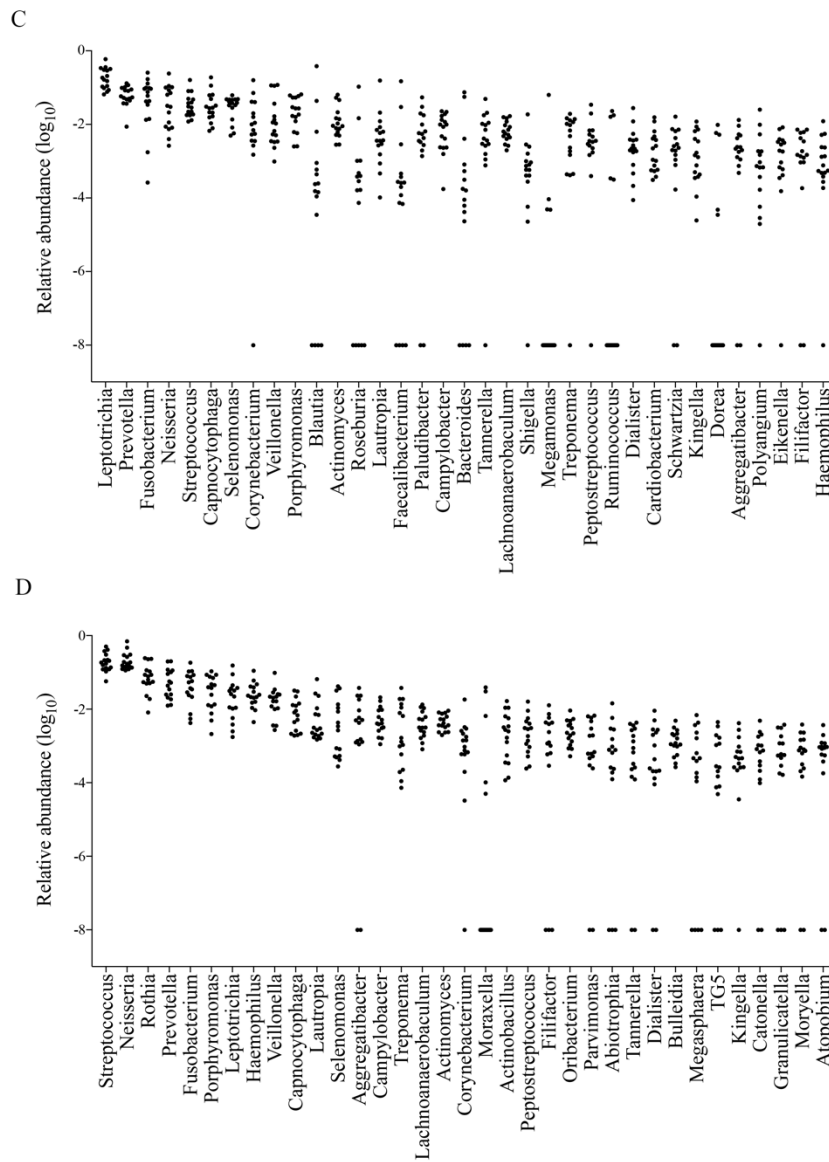 C
Relative abundance (log10)
0
-2
-4
-6
-8
Leptotrichia
Prevotella
Fusobacterium
Neisseria
Streptococcus
Capnocytophaga
Selenomonas
Corynebacterium
Veillonella
Porphyromonas
Blautia
Actinomyces
Roseburia
Lautropia
Faecalibacterium
Paludibacter
Campylobacter
Bacteroides
Tannerella
Lachnoanaerobaculum
Shigella
Megamonas
Treponema
Peptostreptococcus
Ruminococcus
Dialister
Cardiobacterium
Schwartzia
Kingella
Dorea
Aggregatibacter
Polyangium
Eikenella
Filifactor
Haemophilus
D
Relative abundance (log10)
0
-2
-4
-6
-8
Streptococcus
Neisseria
Rothia
Prevotella
Fusobacterium
Porphyromonas
Leptotrichia
Haemophilus
Veillonella
Capnocytophaga
Lautropia
Selenomonas
Aggregatibacter
Campylobacter
Treponema
Lachnoanaerobaculum
Actinomyces
Corynebacterium
Moraxella
Actinobacillus
Peptostreptococcus
Filifactor
Oribacterium
Parvimonas
Abiotrophia
Tannerella
Dialister
Bulleidia
Megasphaera
TG5
Kingella
Catonella
Granulicatella
Moryella
Atopobium